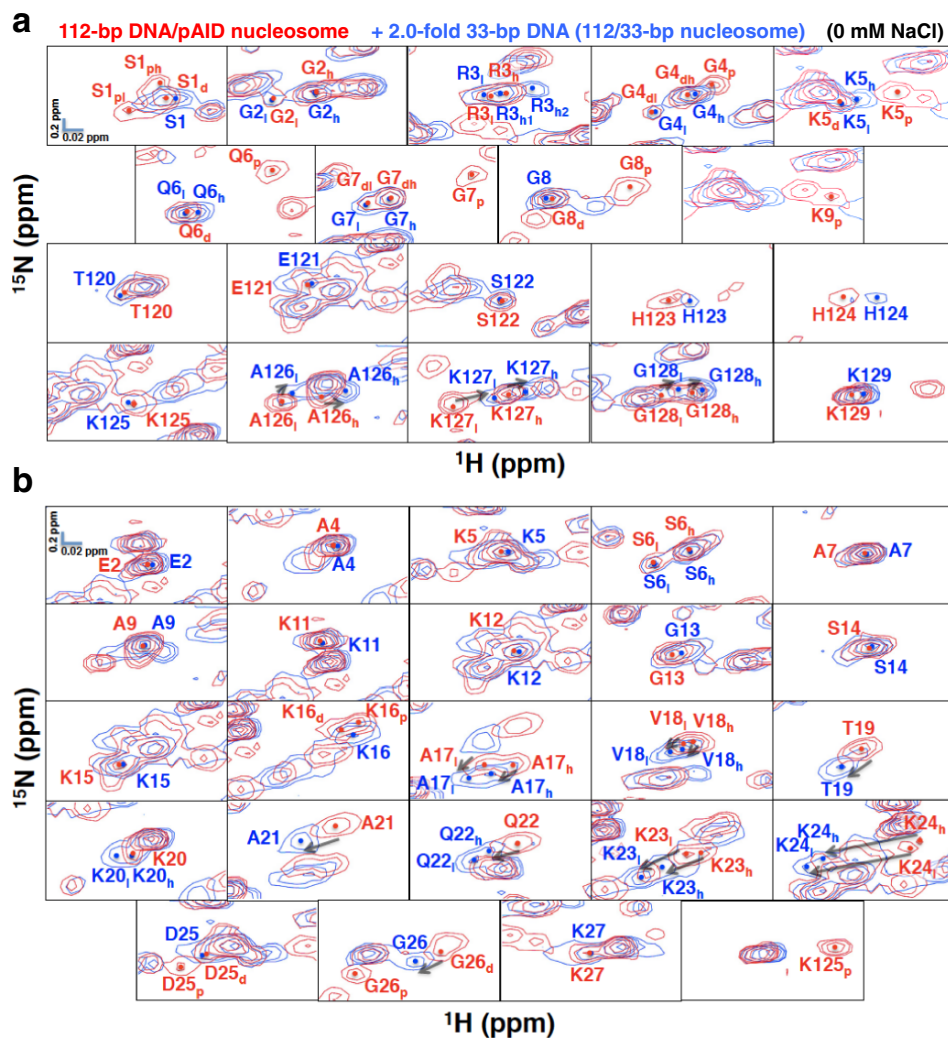 a
112-bp DNA/pAID nucleosome + 2.0-fold 33-bp DNA (112/33-bp nucleosome) (0 mM NaCl)
S1ph S1d S1pl S1 0.2 ppm 0.02 ppm
G2h G2l G2l G2h
R3l R3h R3h2 R3l R3h1
G4dh G4p G4dl G4l G4h
K5h K5d K5l K5p
Q6p Q6l Q6h Q6d
G7dl G7dh G7p G7l G7h
G8 G8p G8d
K9p
15N (ppm)
T120 T120
E121 E121
S122 S122
H123 H123
H124 H124
K125 K125
A126l A126h A126l A126h
K127l K127h K127l K127h
G128l G128h G128l G128h
K129 K129
1H (ppm)
b
0.2 ppm 0.02 ppm E2 E2
A4 A4
K5 K5
S6h S6l S6l S6h
A7 A7
A9 A9
K11 K11
K12 K12
G13 G13
S14 S14
15N (ppm)
K15 K15
K16d K16p K16
A17l A17h A17l A17h
V18l V18h V18l V18h
T19 T19
K20 K20l K20h
A21 A21
Q22h Q22 Q22l
K23l K23l K23h K23h
K24h K24h K24l K24l
D25 D25p D25d
G26 G26d G26p
K27 K27
l K125p
1H (ppm)